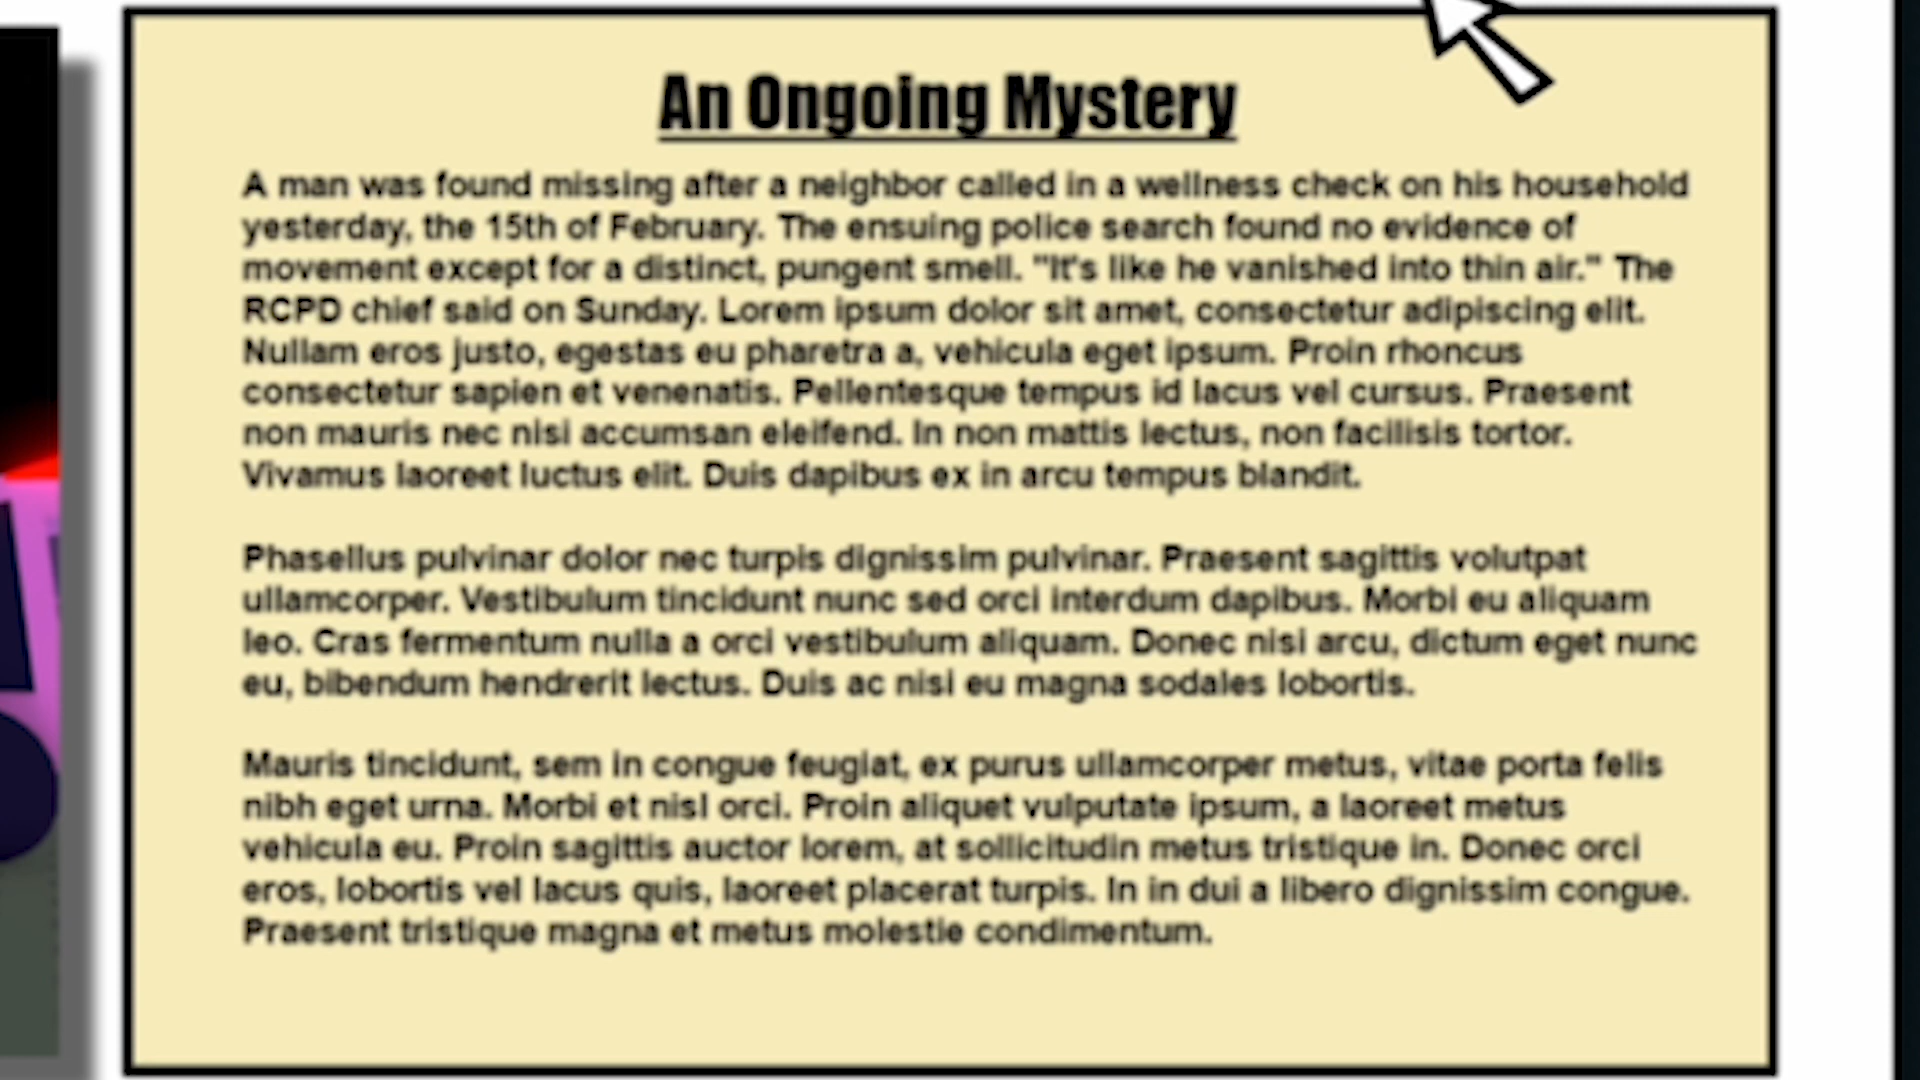 An Ongoing Mystery
A man was found missing after a neighbor called in a wellness check on his household
yesterday, the 15th of February. The ensuing police search found no evidence of
movement except for a distinct, pungent smell. "It's like he vanished into thin air." The
RCPD chief said on Sunday. Lorem ipsum dolor sit amet, consectetur adipiscing elit.
Nullam eros justo, egestas eu pharetra a, vehicula eget ipsum. Proin rhoncus
consectetur sapien et venenatis. Pellentesque tempus id lacus vel cursus. Praesent
non mauris nec nisi accumsan eleifend. In non mattis lectus, non facilisis tortor.
Vivamus laoreet luctus elit. Duis dapibus ex in arcu tempus blandit.
Phasellus pulvinar dolor nec turpis dignissim pulvinar. Praesent sagittis volutpat
ullamcorper. Vestibulum tincidunt nunc sed orci interdum dapibus. Morbi eu aliquam
leo. Cras fermentum nulla a orci vestibulum aliquam. Donec nisi arcu, dictum eget nunc
eu, bibendum hendrerit lectus. Duis ac nisi eu magna sodales lobortis.
Mauris tincidunt, sem in congue feugiat, ex purus ullamcorper metus, vitae porta felis
nibh eget urna. Morbi et nisl orci. Proin aliquet vulputate ipsum, a laoreet metus
vehicula eu. Proin sagittis auctor lorem, at sollicitudin metus tristique in. Donec orci
eros, lobortis vel lacus quis, laoreet placerat turpis. In in dui a libero dignissim congue.
Praesent tristique magna et metus molestie condimentum.